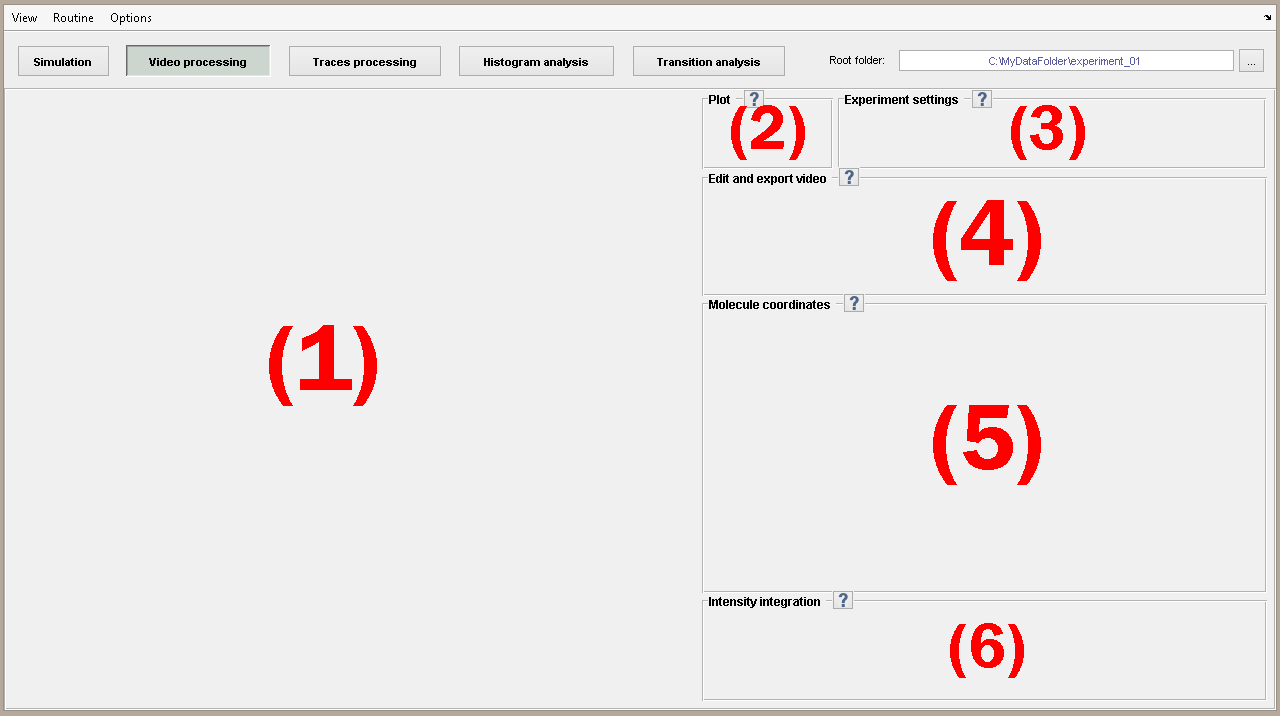 View Routine Options
Simulation Video processing Traces processing Histogram analysis Transition analysis Root folder: C:\MyDataFolder\experiment_01 ...
Plot ? Experiment settings ?
(2) (3)
Edit and export video ?
(4)
Molecule coordinates ?
(1)
(5)
Intensity integration ?
(6)